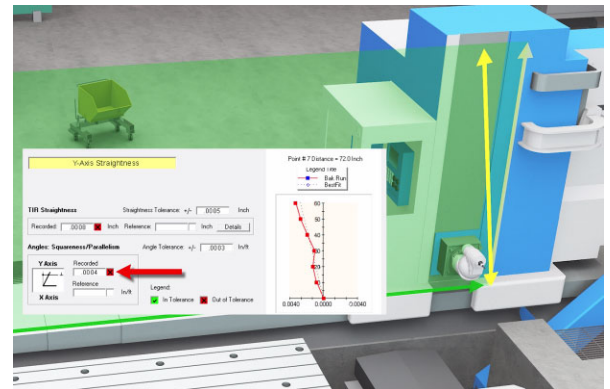 Y-Axis Straightness
TIR Straightness Straightness Tolerance: +/- .0005 Inch
Recorded .0008 Inch Reference: Inch Details
Angles: Squareness/Parallelism Angle Tolerance: +/- .0003 In/ft
Y Axis
X Axis
Recorded
.0004
Reference
In/ft
Legend:
In Tolerance Out of Tolerance
Point # 7 Distance = 72.0 Inch
Legend Title
Bak Run
BestFit
60
50
40
30
20
10
0.0040 0.0000 0.0040